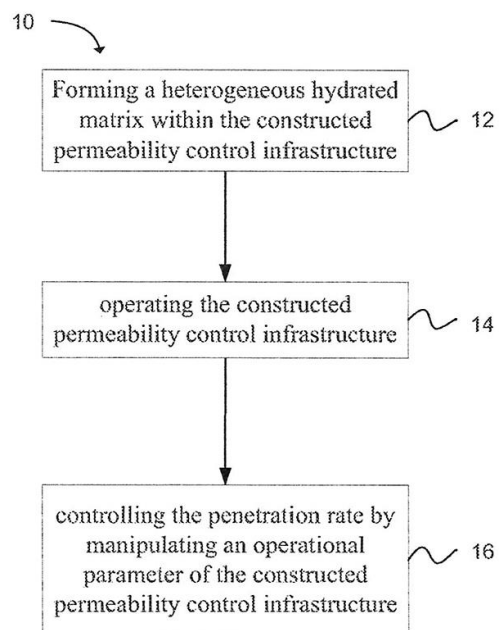 10
Forming a heterogeneous hydrated
matrix within the constructed
permeability control infrastructure
12
operating the constructed
permeability control infrastructure
14
controlling the penetration rate by
manipulating an operational
parameter of the constructed
permeability control infrastructure
16